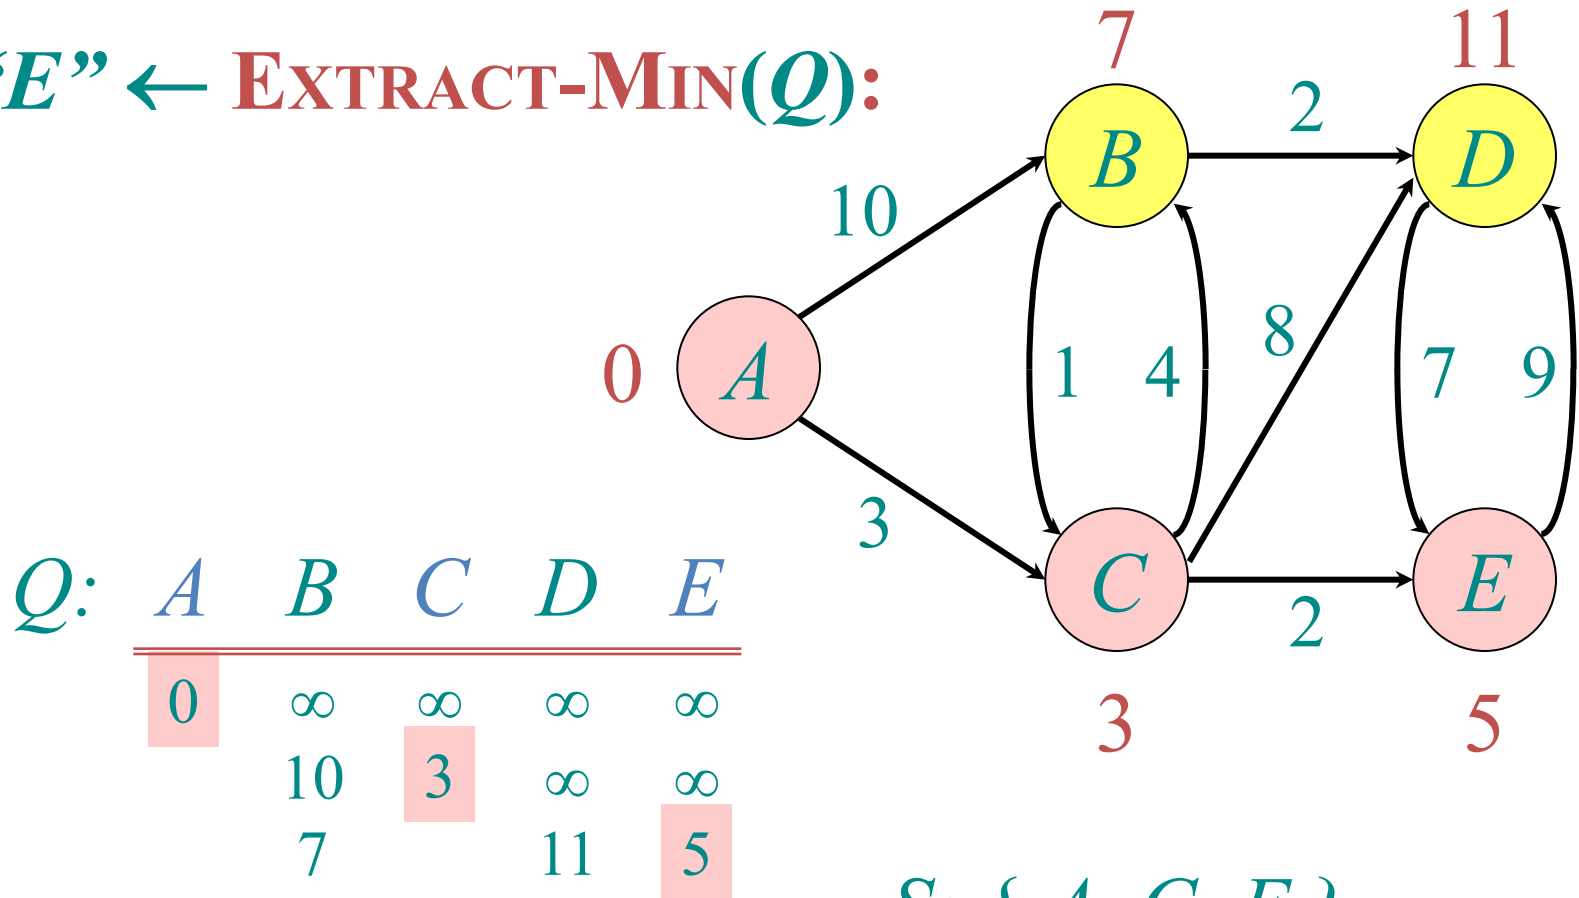 “E” ← EXTRACT-MIN(Q):
7
11
B
2
D
10
0
A
1
4
8
7
9
3
C
2
E
3
5
Q: A B C D E
0 ∞ ∞ ∞ ∞
10 3 ∞ ∞
7 11 5
S: { A, C, E }